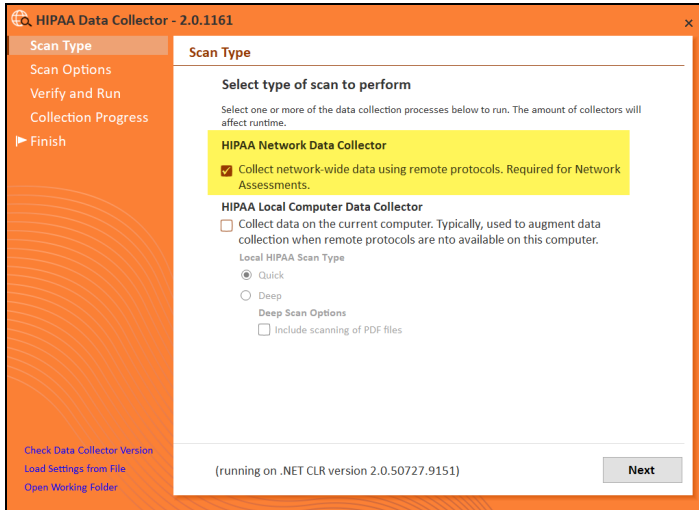 HIPAA Data Collector - 2.0.1161
×
Scan Type
Scan Options
Verify and Run
Collection Progress
Finish
Check Data Collector Version
Load Settings from File
Open Working Folder
Scan Type
Select type of scan to perform
Select one or more of the data collection processes below to run. The amount of collectors will
affect runtime.
HIPAA Network Data Collector
Collect network-wide data using remote protocols. Required for Network
Assessments.
HIPAA Local Computer Data Collector
Collect data on the current computer. Typically, used to augment data
collection when remote protocols are nto available on this computer.
Local HIPAA Scan Type
Quick
Deep
Deep Scan Options
Include scanning of PDF files
(running on .NET CLR version 2.0.50727.9151)
Next